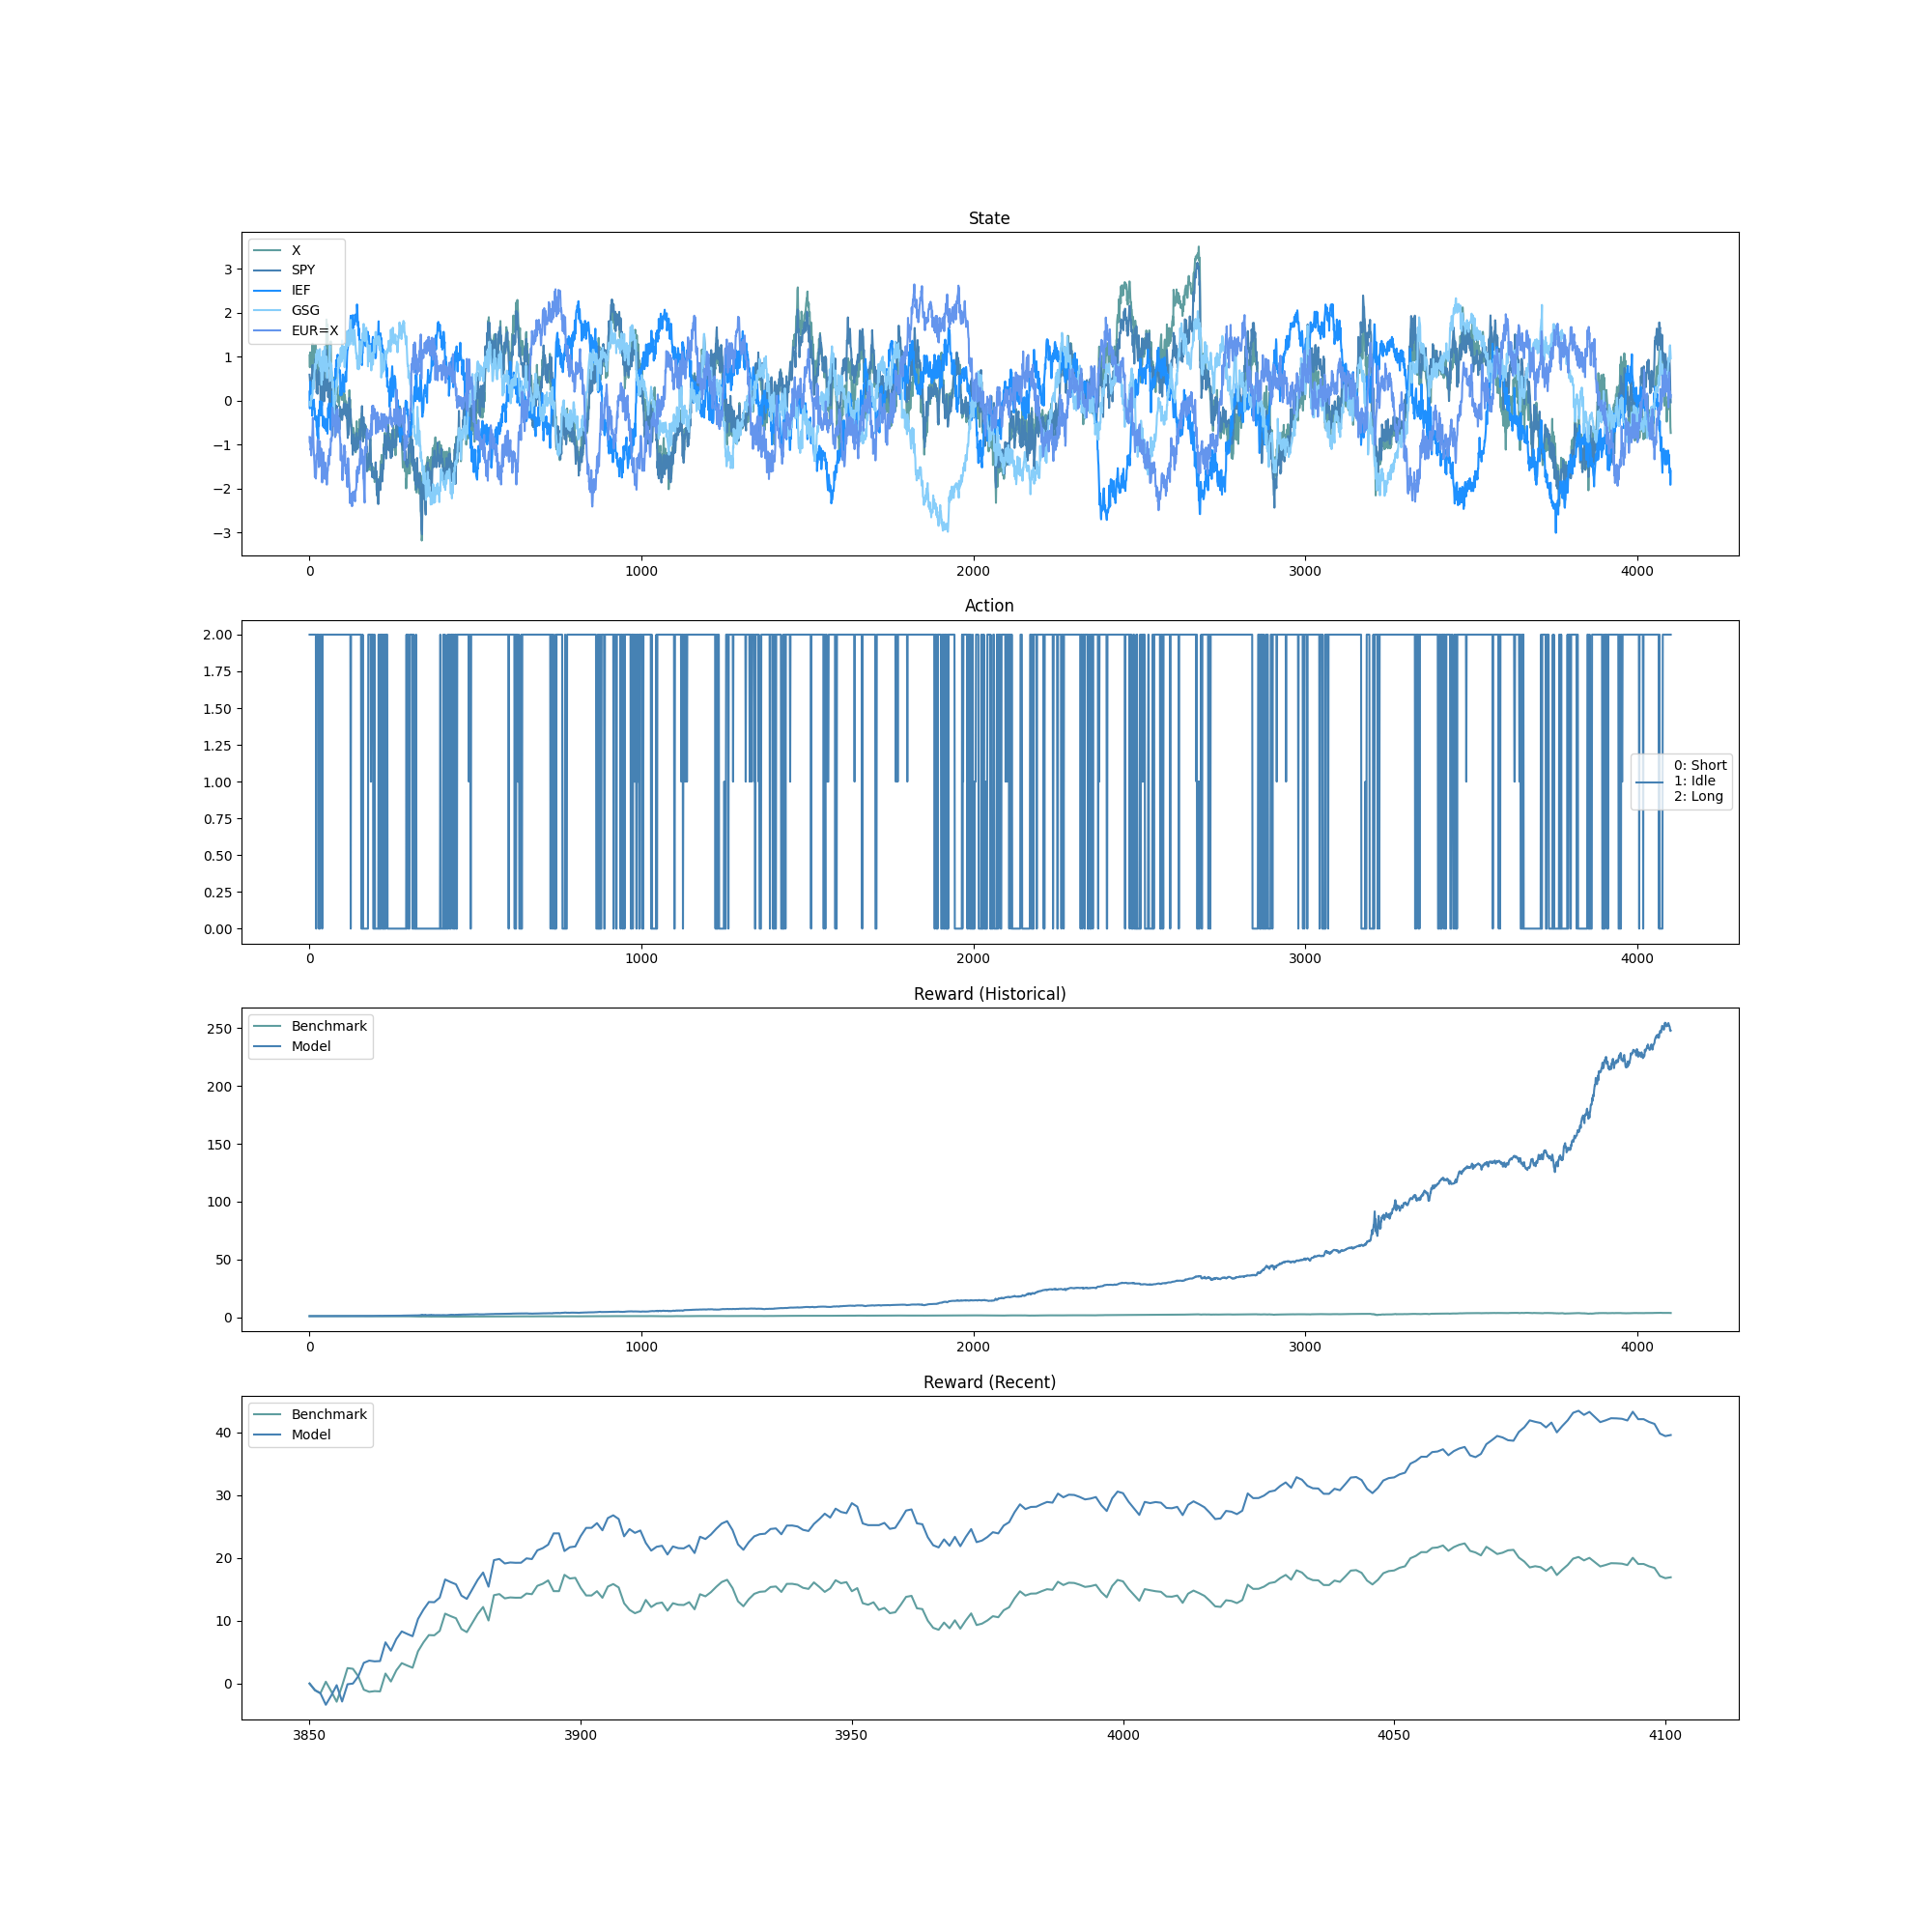 State
X
SPY
IEF
GSG
EUR=X
3
2
1
0
−1
−2
−3
0 1000 2000 3000 4000
Action
2.00
1.75
1.50
1.25
1.00
0.75
0.50
0.25
0.00
0: Short
1: Idle
2: Long
0 1000 2000 3000 4000
Reward (Historical)
Benchmark
Model
250
200
150
100
50
0
0 1000 2000 3000 4000
Reward (Recent)
Benchmark
Model
40
30
20
10
0
3850 3900 3950 4000 4050 4100